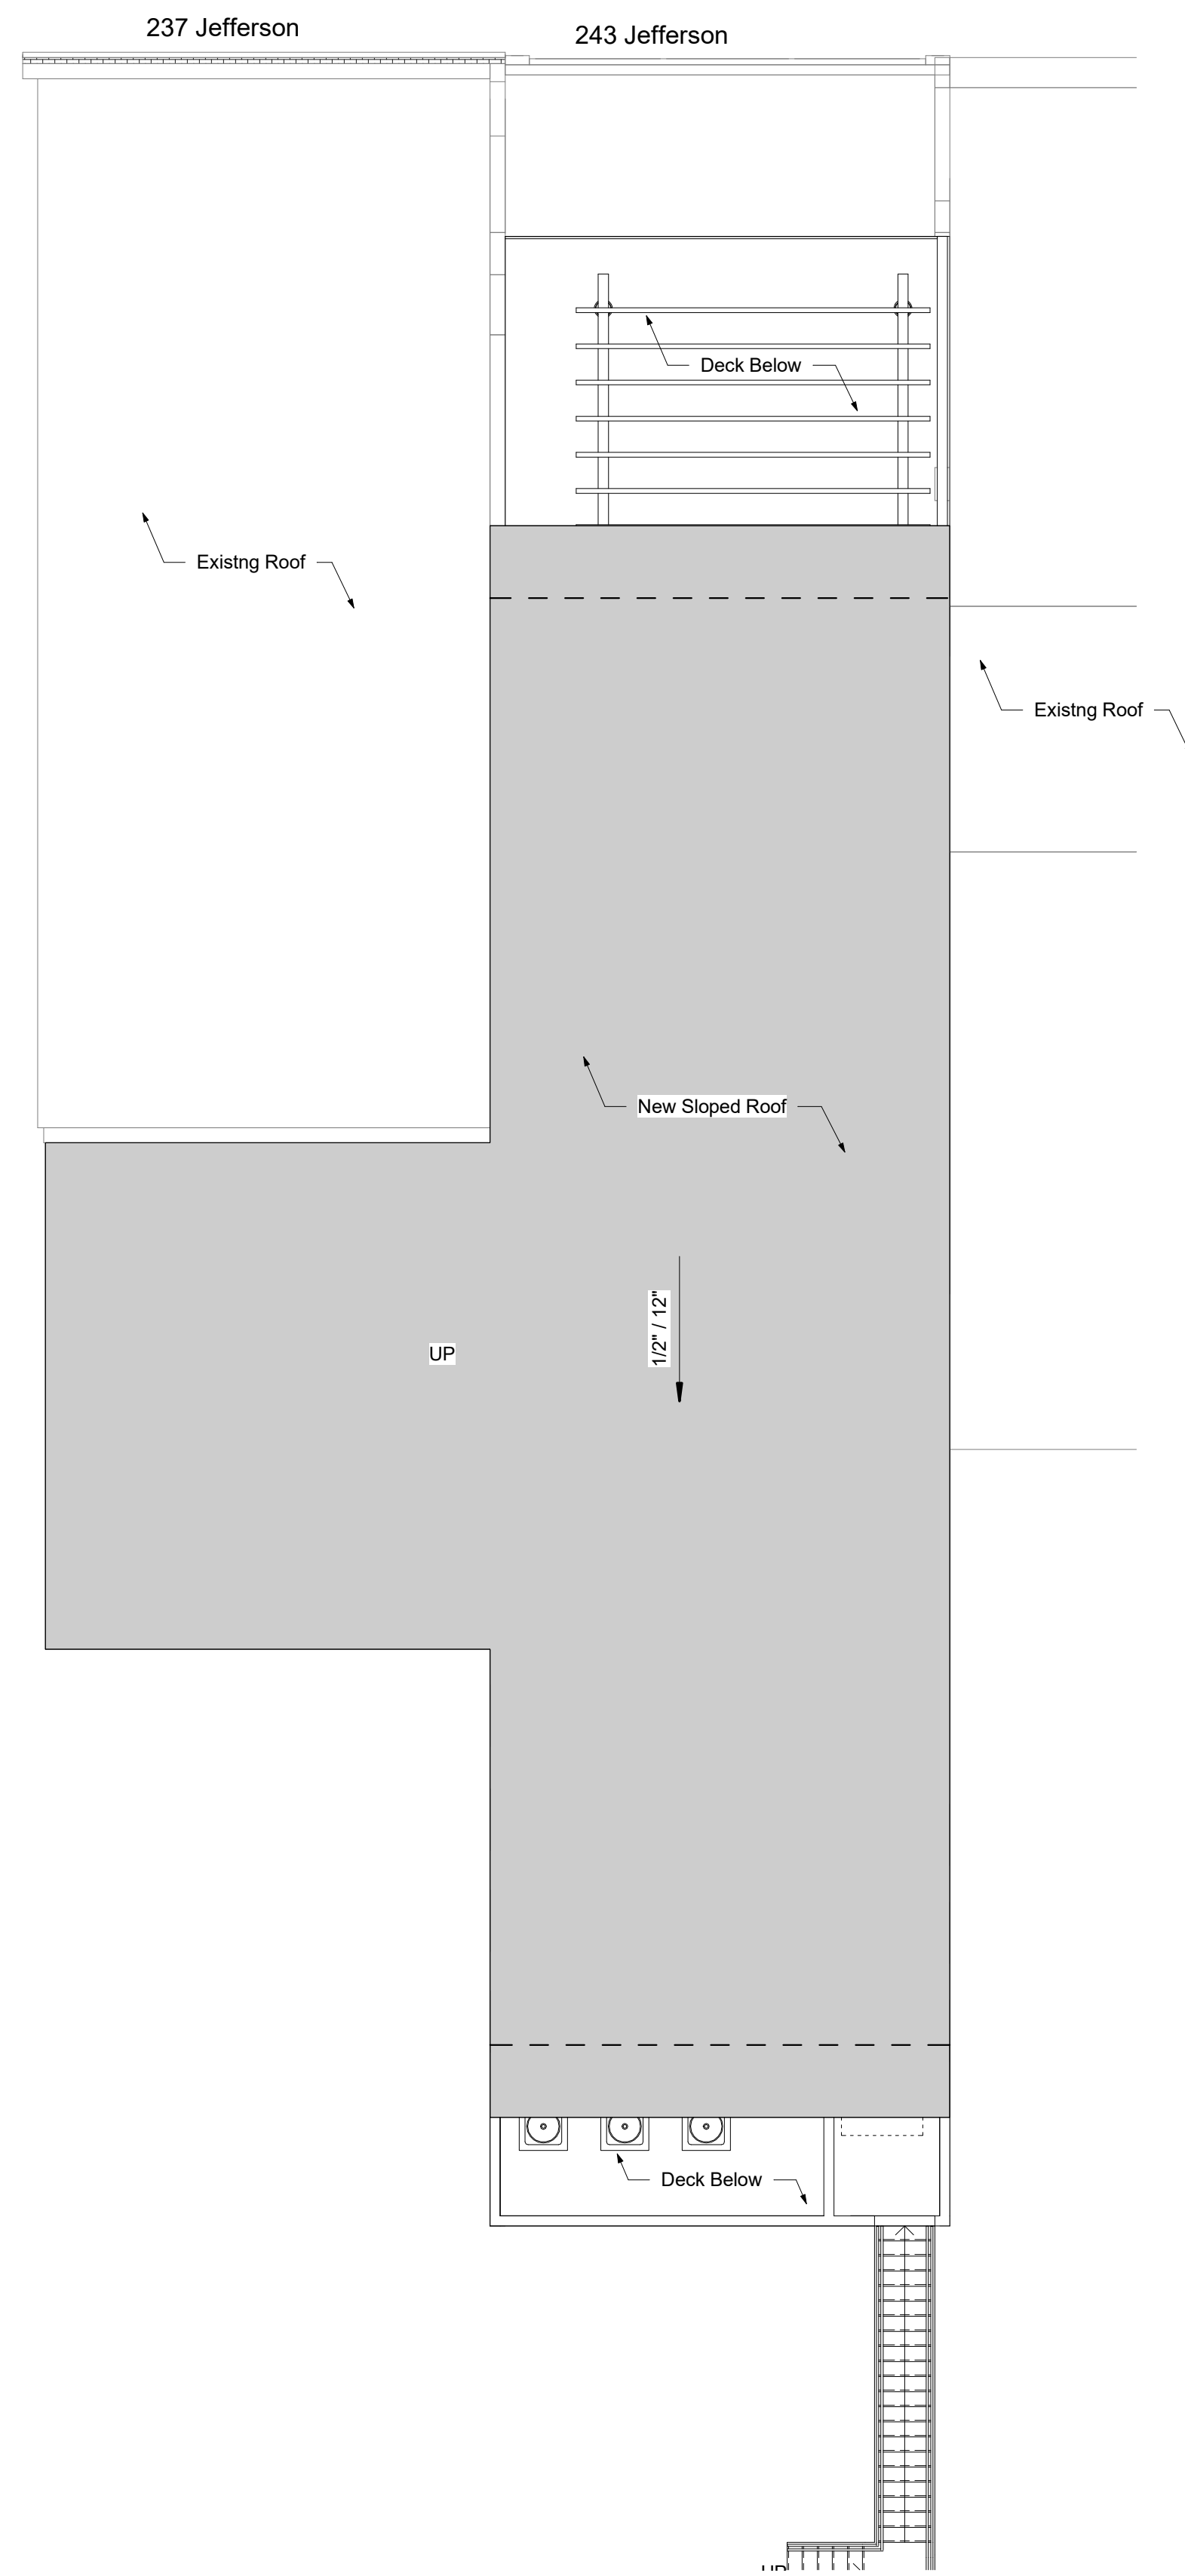 237 Jefferson
243 Jefferson
Deck Below
Existng Roof
Existng Roof
New Sloped Roof
1/2" / 12"
UP
Deck Below
UP